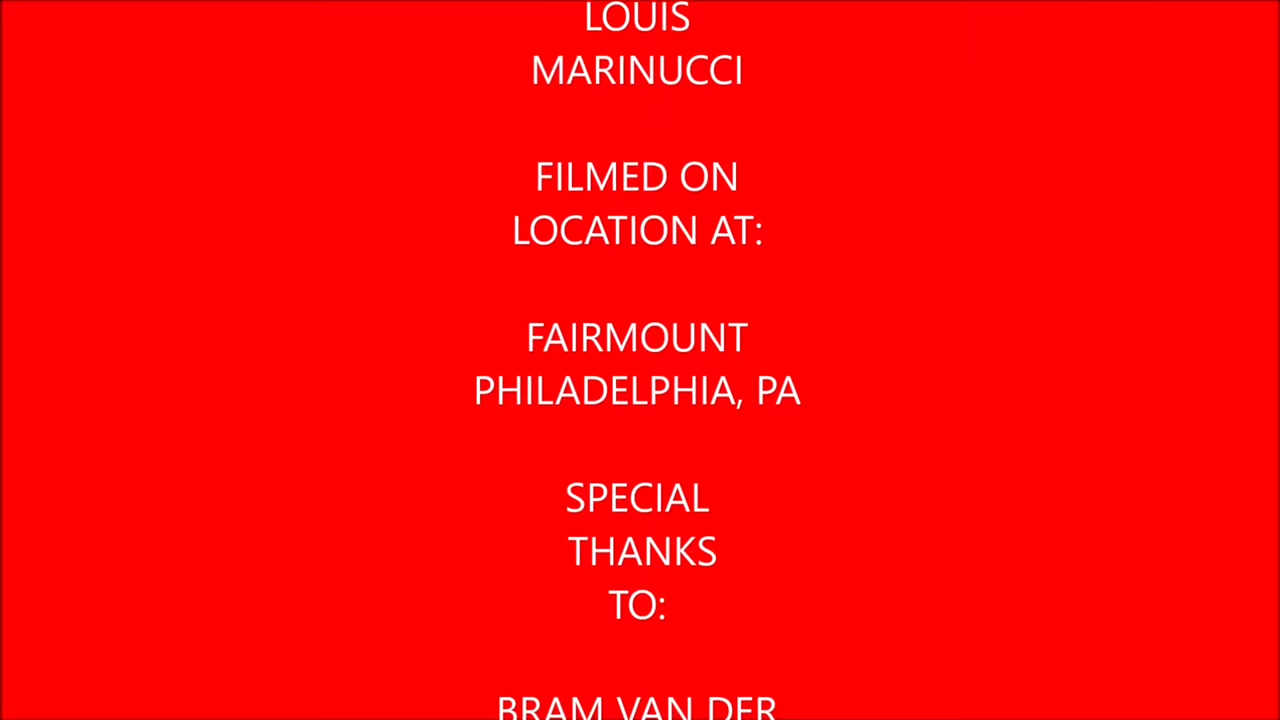 LOUIS
MARINUCCI
FILMED ON
LOCATION AT:
FAIRMOUNT
PHILADELPHIA, PA
SPECIAL
THANKS
TO:
BRAM VAN DER